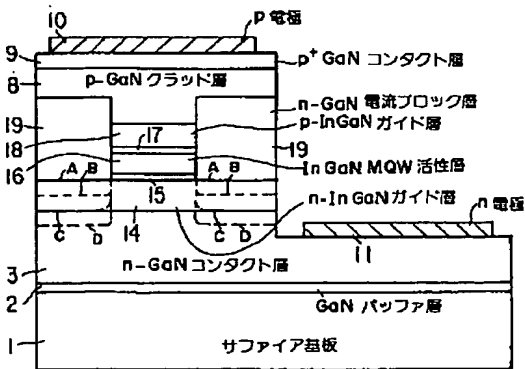 10
p 電極
9
p⁺ GaN コンタクト層
8
p-GaN クラッド層
n-GaN 電流ブロック層
19
17
p-InGaN ガイド層
18
19
16
A B
A B
InGaN MQW 活性層
15
n-InGaN ガイド層
C D
14
C D
n 電極
11
3
n-GaN コンタクト層
2
GaN バッファ層
1
サファイア基板